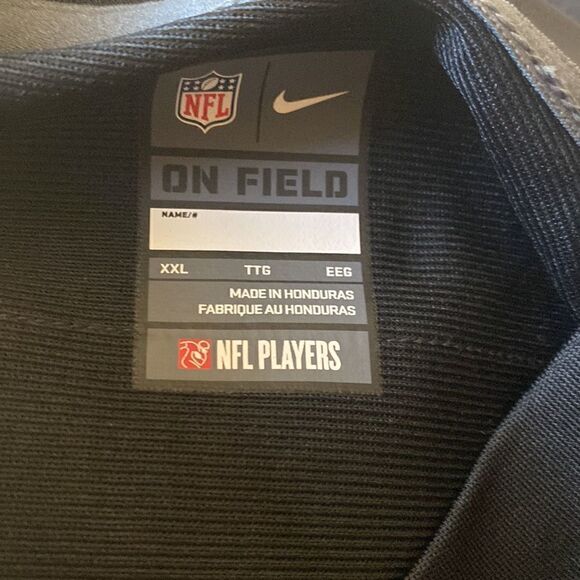 NFL
ON FIELD
NAME/#
XXL TTG EEG
MADE IN HONDURAS
FABRIQUE AU HONDURAS
NFL PLAYERS